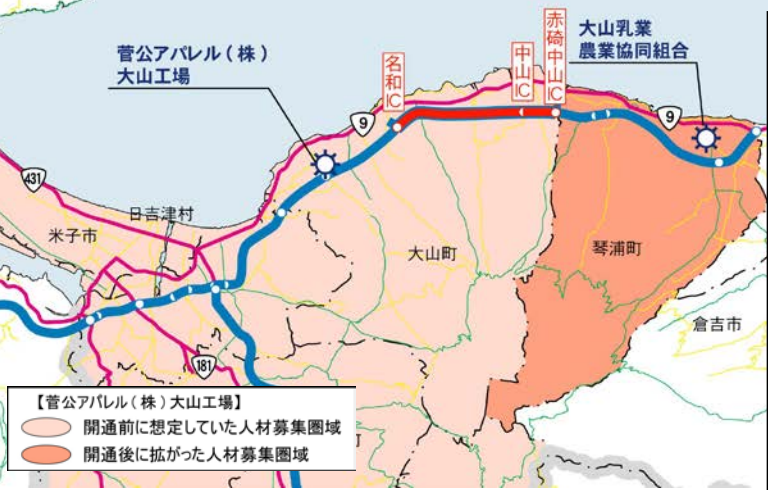 菅公アパレル(株)
大山工場
名和IC
中山IC
赤碕中山IC
大山乳業
農業協同組合
9
9
431
日吉津村
米子市
大山町
琴浦町
倉吉市
181
町
【菅公アパレル(株)大山工場】
開通前に想定していた人材募集圏域
開通後に拡がった人材募集圏域